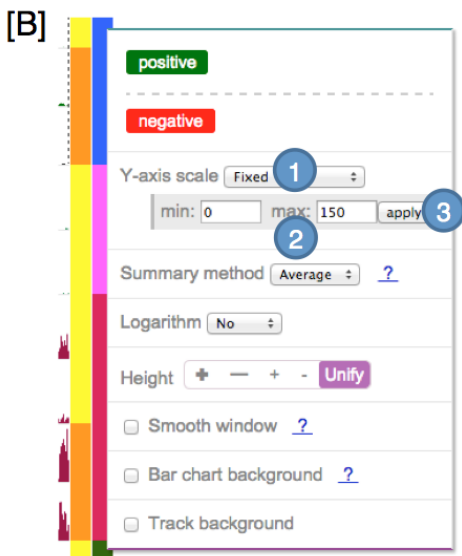 [B]
positive
negative
Y-axis scale Fixed 1
min: 0 max: 150 apply 3
2
Summary method Average ?
Logarithm No
Height + — + - Unify
Smooth window ?
Bar chart background ?
Track background